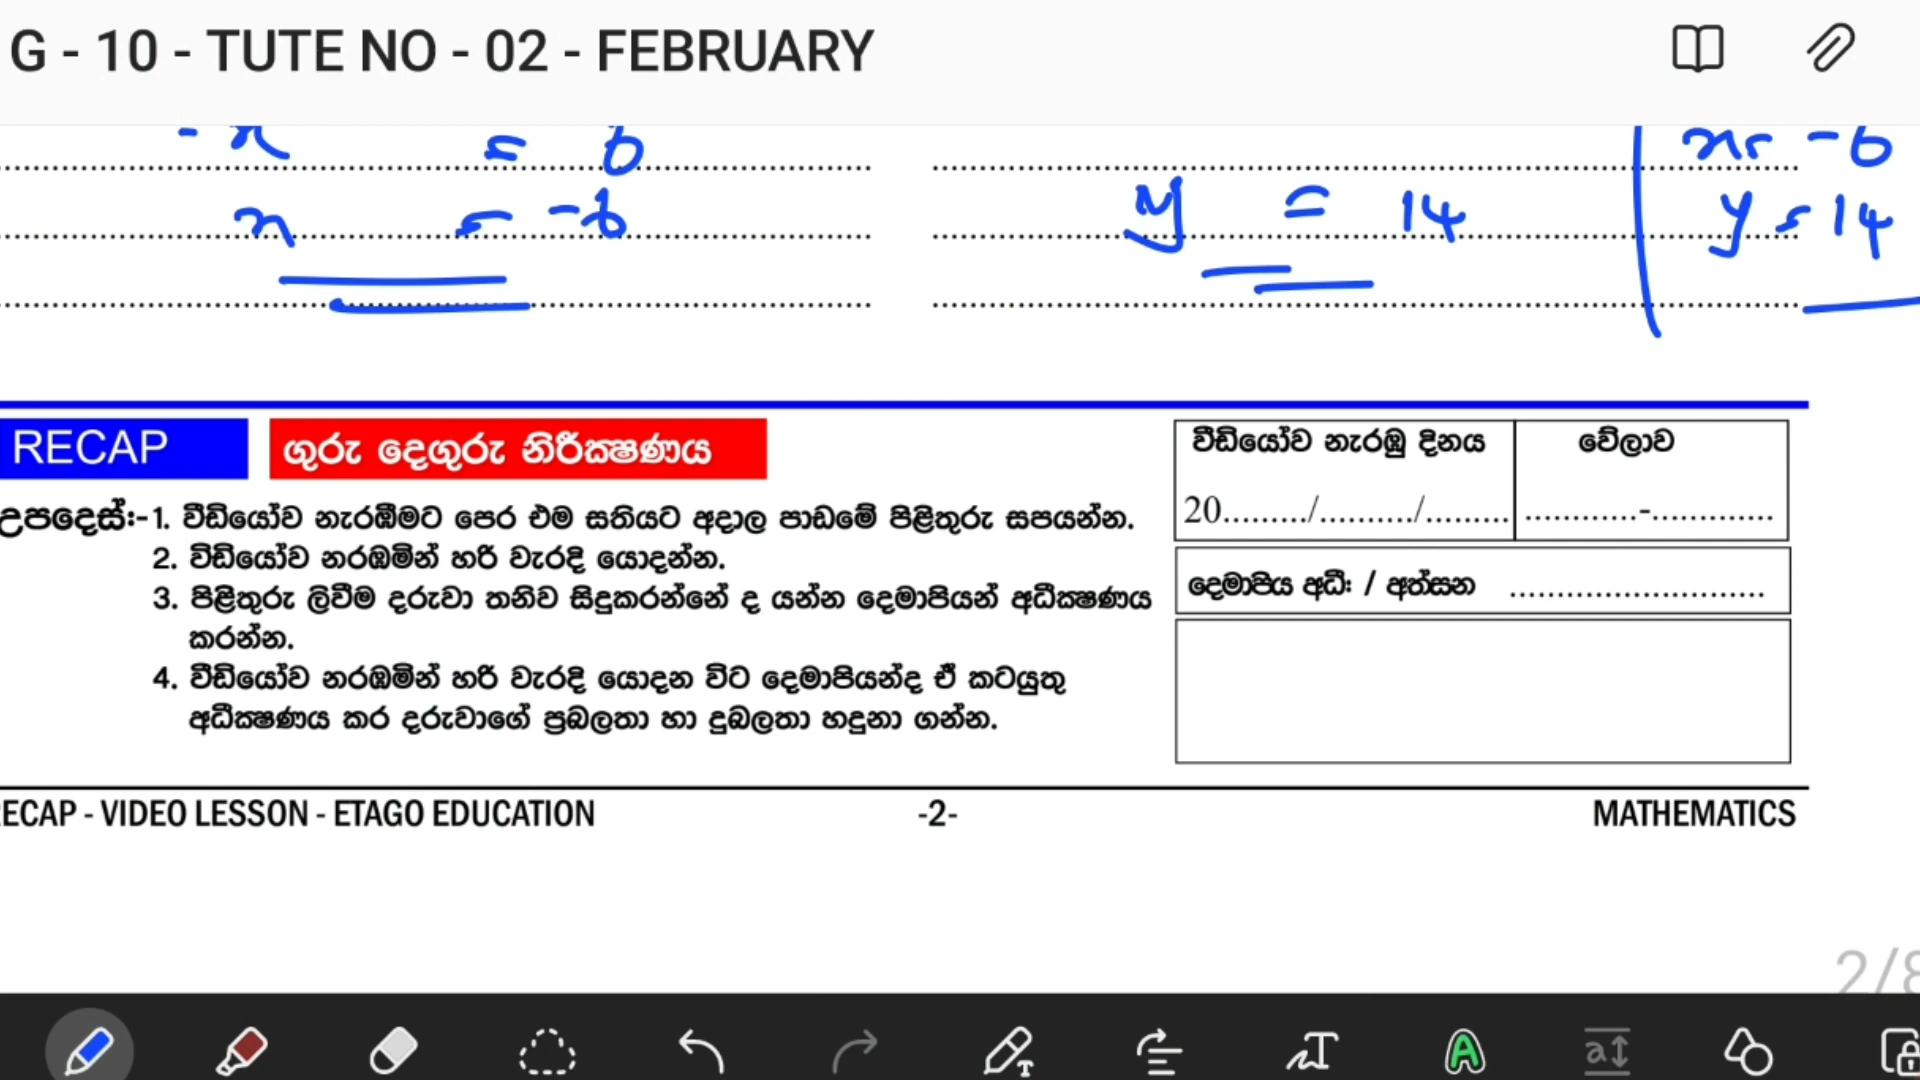 G - 10 - TUTE NO - 02 - FEBRUARY
- x = 6
x = -6
y = 14
x = -6
y = 14
RECAP
ගුරු දෙගුරු නිරීක්‍ෂණය
වීඩියෝව නැරඹු දිනය
වේලාව
20........./........../.........
............-.............
උපදෙස්:-1. වීඩියෝව නැරඹීමට පෙර එම සතියට අදාල පාඩමේ පිළිතුරු සපයන්න.
2. විඩියෝව නරඹමින් හරි වැරදි යොදන්න.
3. පිළිතුරු ලිවීම දරුවා තනිව සිදුකරන්නේ ද යන්න දෙමාපියන් අධීක්‍ෂණය
කරන්න.
4. වීඩියෝව නරඹමින් හරි වැරදි යොදන විට දෙමාපියන්ද ඒ කටයුතු
අධීක්‍ෂණය කර දරුවාගේ ප්‍රබලතා හා දුබලතා හඳුනා ගන්න.
දෙමාපිය අධී: / අත්සන ...........................
ECAP - VIDEO LESSON - ETAGO EDUCATION
-2-
MATHEMATICS
2/8